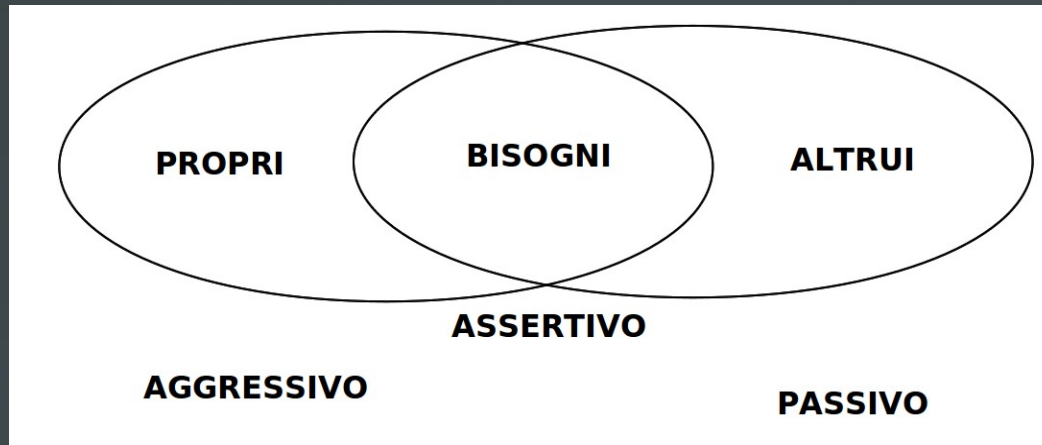 PROPRI
BISOGNI
ALTRUI
ASSERTIVO
AGGRESSIVO
PASSIVO